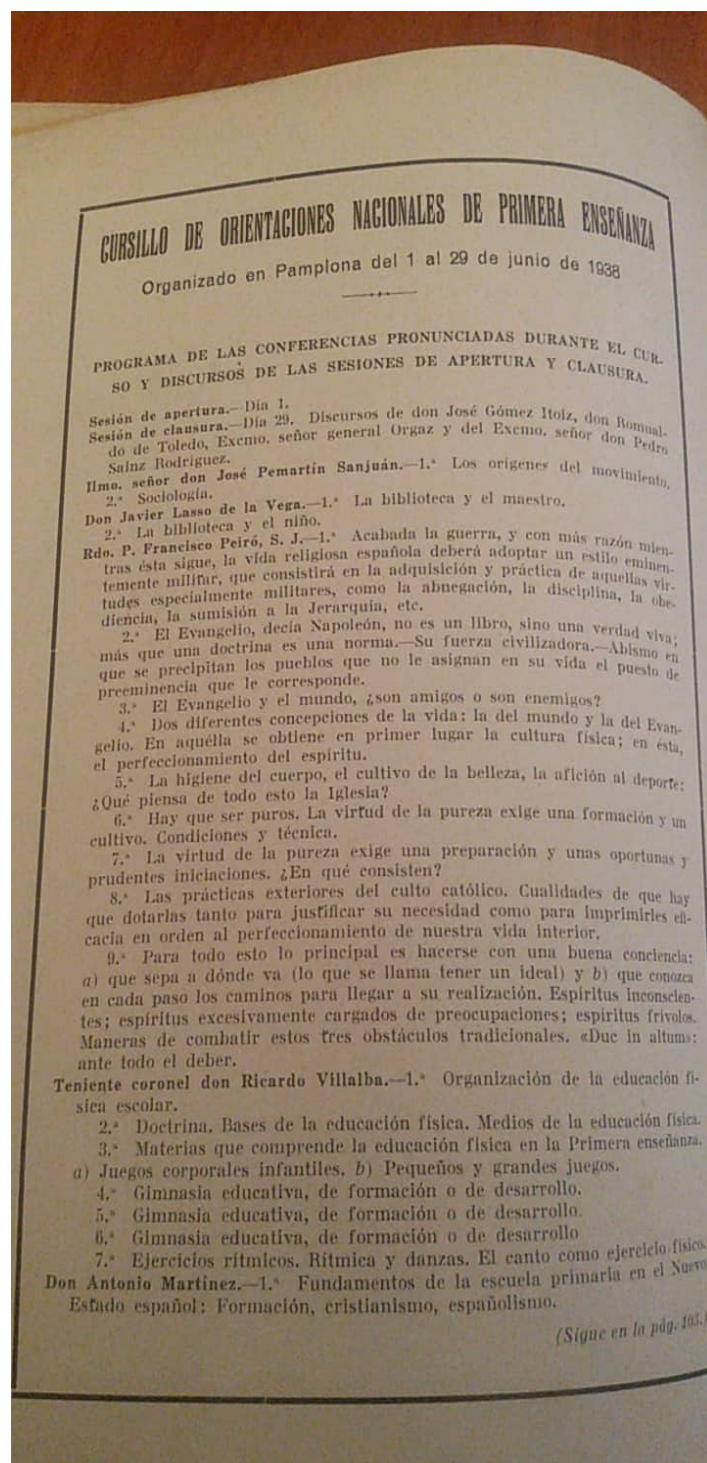 CURSILLO DE ORIENTACIONES NACIONALES DE PRIMERA ENSEÑANZA
Organizado en Pamplona del 1 al 29 de junio de 1938
PROGRAMA DE LAS CONFERENCIAS PRONUNCIADAS DURANTE EL CUR-
SO Y DISCURSOS DE LAS SESIONES DE APERTURA Y CLAUSURA.
Sesión de apertura.—Día 1.
Sesión de clausura.—Día 29. Discursos de don José Gómez Itoiz, don Romual-
do de Toledo, Excmo. señor general Orgaz y del Excmo. señor don Pedro
Sainz Rodríguez.
Ilmo. señor don José Pemartín Sanjuán.—1.ª Los orígenes del movimiento.
2.ª Sociología.
Don Javier Lasso de la Vega.—1.ª La biblioteca y el maestro.
2.ª La biblioteca y el niño.
Rdo. P. Francisco Peiró, S. J.—1.ª Acabada la guerra, y con más razón mien-
tras ésta sigue, la vida religiosa española deberá adoptar un estilo eminen-
temente militar, que consistirá en la adquisición y práctica de aquellas vir-
tudes especialmente militares, como la abnegación, la disciplina, la obe-
diencia, la sumisión a la Jerarquía, etc.
2.ª El Evangelio, decía Napoleón, no es un libro, sino una verdad viva;
más que una doctrina es una norma.—Su fuerza civilizadora.—Abismo en
que se precipitan los pueblos que no le asignan en su vida el puesto de
preeminencia que le corresponde.
3.ª El Evangelio y el mundo, ¿son amigos o son enemigos?
4.ª Dos diferentes concepciones de la vida: la del mundo y la del Evan-
gelio. En aquélla se obtiene en primer lugar la cultura física; en ésta,
el perfeccionamiento del espíritu.
5.ª La higiene del cuerpo, el cultivo de la belleza, la afición al deporte:
¿Qué piensa de todo esto la Iglesia?
6.ª Hay que ser puros. La virtud de la pureza exige una formación y un
cultivo. Condiciones y técnica.
7.ª La virtud de la pureza exige una preparación y unas oportunas y
prudentes iniciaciones. ¿En qué consisten?
8.ª Las prácticas exteriores del culto católico. Cualidades de que hay
que dotarlas tanto para justificar su necesidad como para imprimirles efi-
cacia en orden al perfeccionamiento de nuestra vida interior.
9.ª Para todo esto lo principal es hacerse con una buena conciencia:
a) que sepa a dónde va (lo que se llama tener un ideal) y b) que conozca
en cada paso los caminos para llegar a su realización. Espíritus inconscien-
tes; espíritus excesivamente cargados de preocupaciones; espíritus frívolos.
Maneras de combatir estos tres obstáculos tradicionales. «Duc in altum»:
ante todo el deber.
Teniente coronel don Ricardo Villalba.—1.ª Organización de la educación fí-
sica escolar.
2.ª Doctrina. Bases de la educación física. Medios de la educación física.
3.ª Materias que comprende la educación física en la Primera enseñanza.
a) Juegos corporales infantiles. b) Pequeños y grandes juegos.
4.ª Gimnasia educativa, de formación o de desarrollo.
5.ª Gimnasia educativa, de formación o de desarrollo.
6.ª Gimnasia educativa, de formación o de desarrollo
7.ª Ejercicios rítmicos. Rítmica y danzas. El canto como ejercicio físico.
Don Antonio Martínez.—1.ª Fundamentos de la escuela primaria en el Nuevo
Estado español: Formación, cristianismo, españolismo.
(Sigue en la pág. 103.)